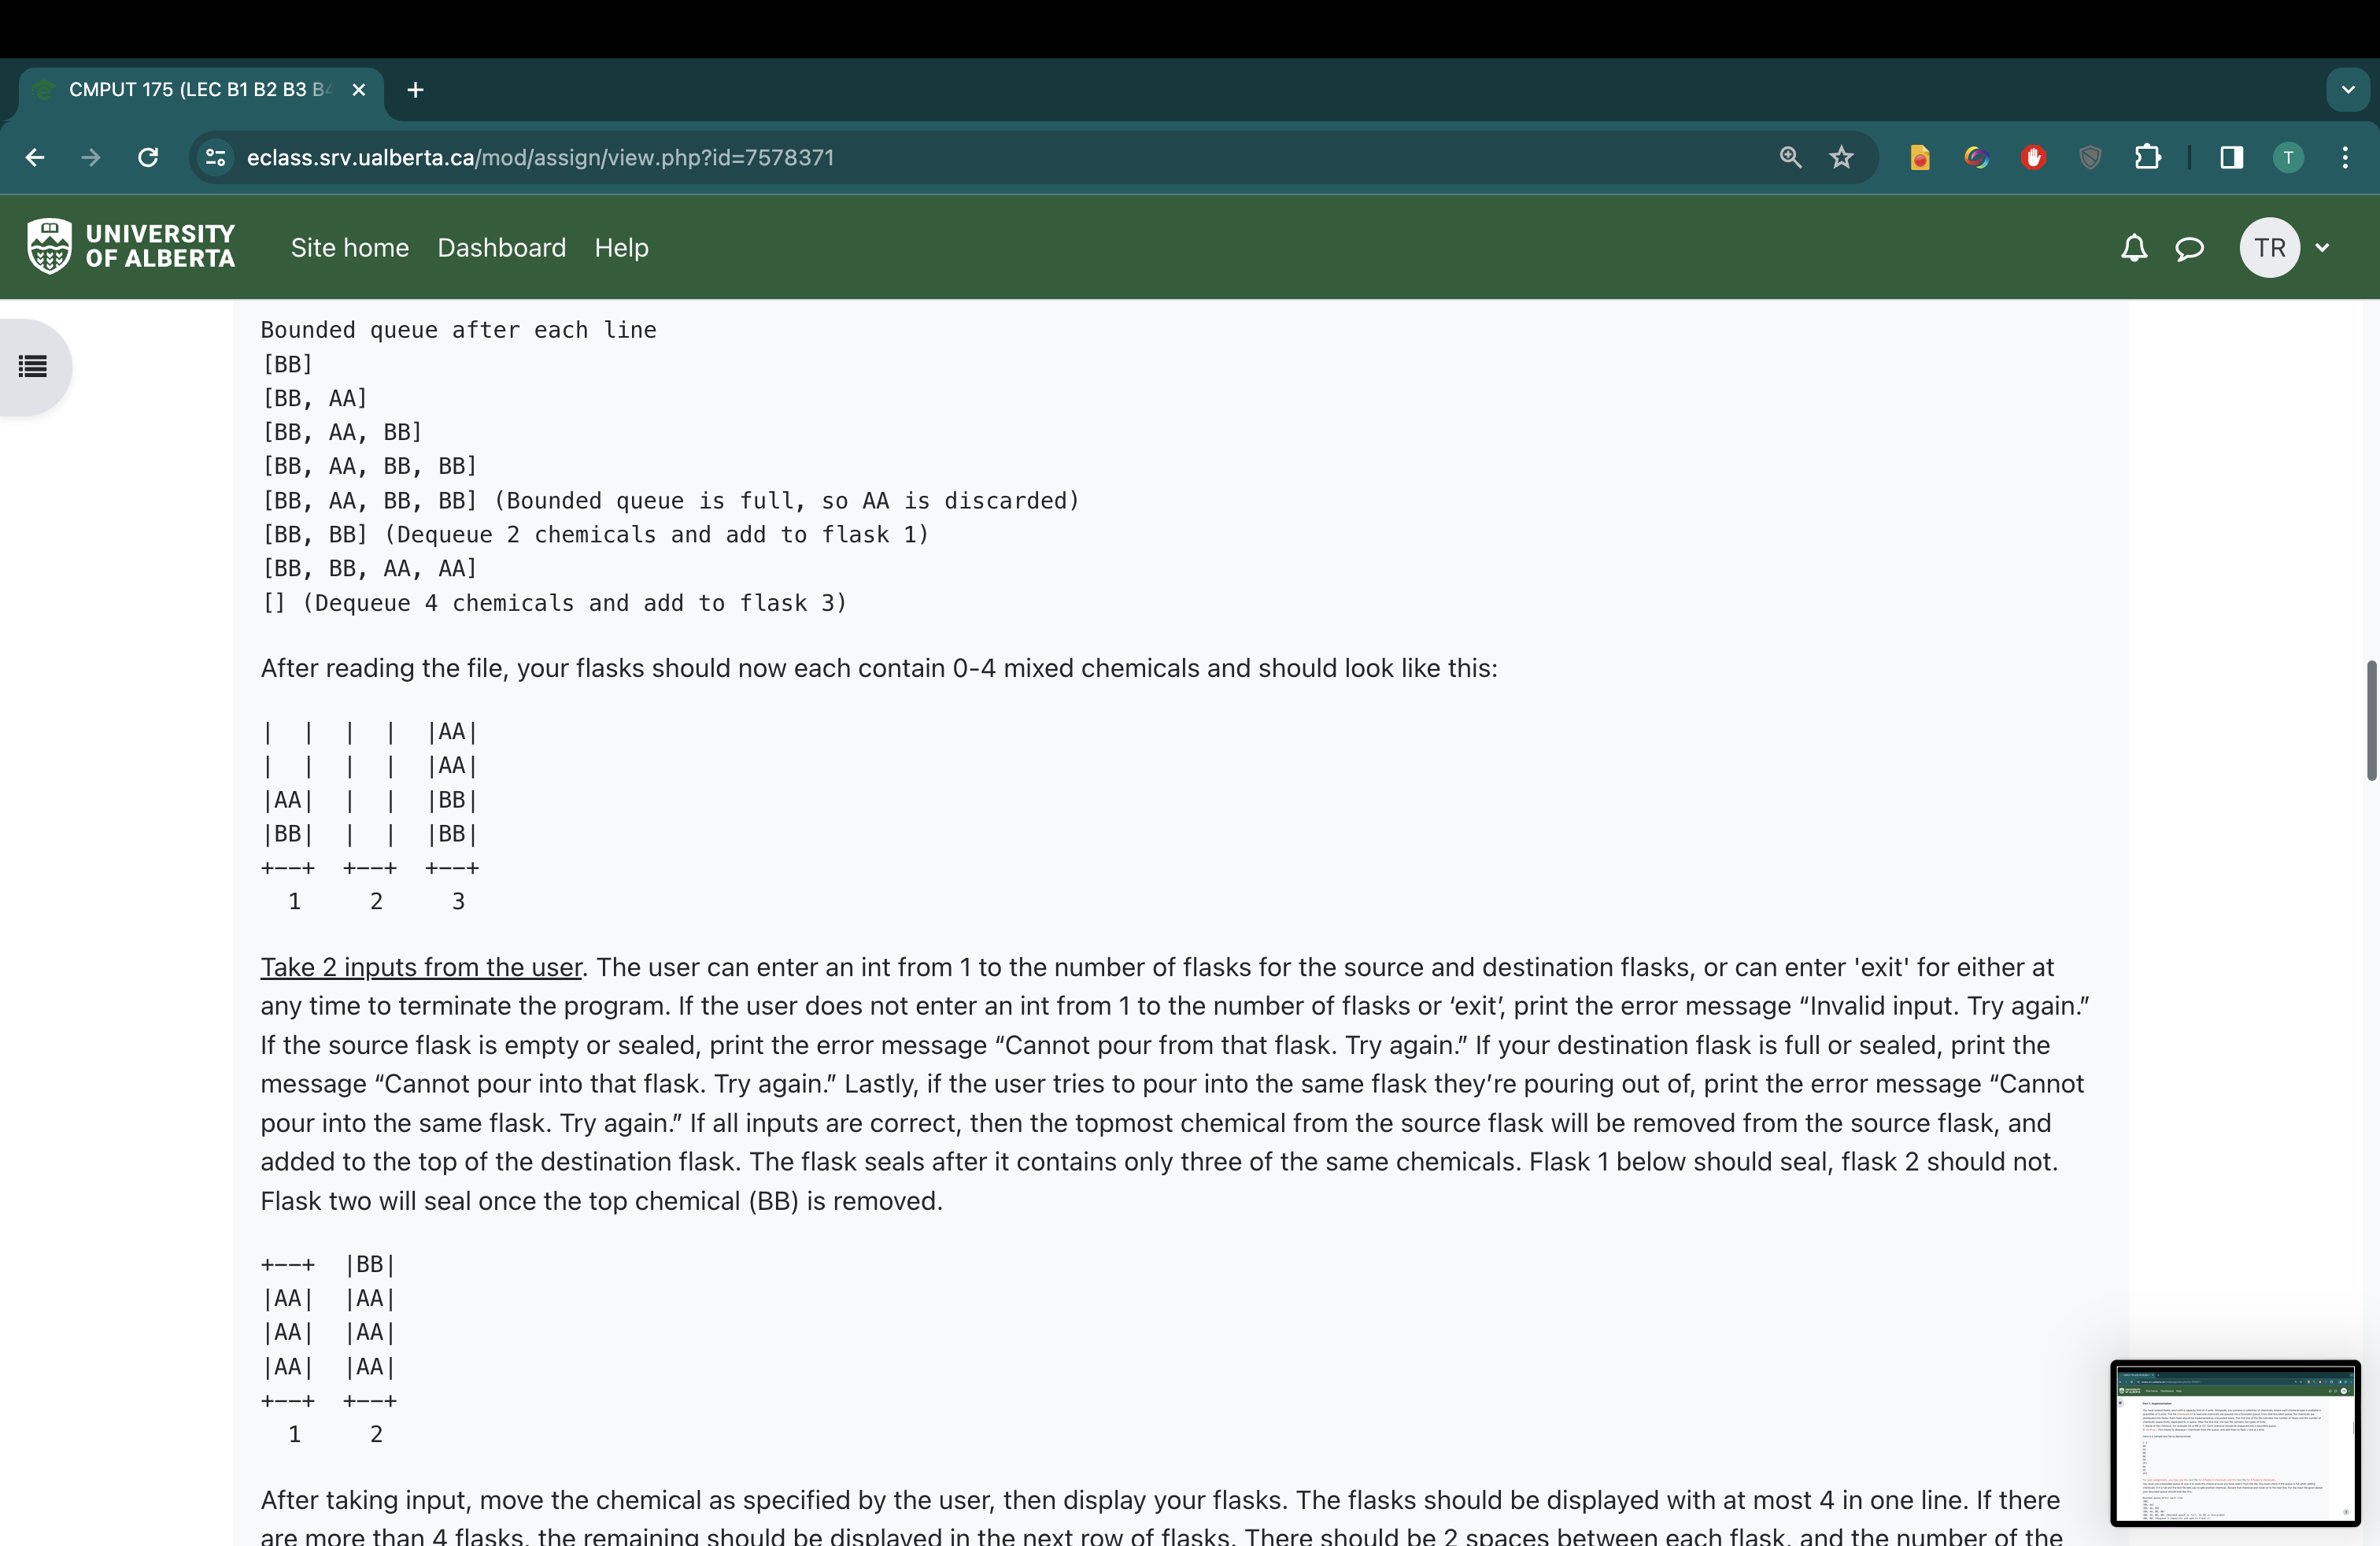 CMPUT 175 (LEC B1 B2 B3 B4
eclass.srv.ualberta.ca/mod/assign/view.php?id=7578371
T
UNIVERSITY
OF ALBERTA
Site home Dashboard Help
TR
Bounded queue after each line
[BB]
[BB, AA]
[BB, AA, BB]
[BB, AA, BB, BB]
[BB, AA, BB, BB] (Bounded queue is full, so AA is discarded)
[BB, BB] (Dequeue 2 chemicals and add to flask 1)
[BB, BB, AA, AA]
[] (Dequeue 4 chemicals and add to flask 3)
After reading the file, your flasks should now each contain 0-4 mixed chemicals and should look like this:
|  |  |  |  |AA|
|  |  |  |  |AA|
|AA|  |  |  |BB|
|BB|  |  |  |BB|
+--+  +--+  +--+
  1     2     3
Take 2 inputs from the user. The user can enter an int from 1 to the number of flasks for the source and destination flasks, or can enter 'exit' for either at
any time to terminate the program. If the user does not enter an int from 1 to the number of flasks or ‘exit’, print the error message “Invalid input. Try again.”
If the source flask is empty or sealed, print the error message “Cannot pour from that flask. Try again.” If your destination flask is full or sealed, print the
message “Cannot pour into that flask. Try again.” Lastly, if the user tries to pour into the same flask they’re pouring out of, print the error message “Cannot
pour into the same flask. Try again.” If all inputs are correct, then the topmost chemical from the source flask will be removed from the source flask, and
added to the top of the destination flask. The flask seals after it contains only three of the same chemicals. Flask 1 below should seal, flask 2 should not.
Flask two will seal once the top chemical (BB) is removed.
+--+  |BB|
|AA|  |AA|
|AA|  |AA|
|AA|  |AA|
+--+  +--+
  1     2
After taking input, move the chemical as specified by the user, then display your flasks. The flasks should be displayed with at most 4 in one line. If there
are more than 4 flasks, the remaining should be displayed in the next row of flasks. There should be 2 spaces between each flask, and the number of the